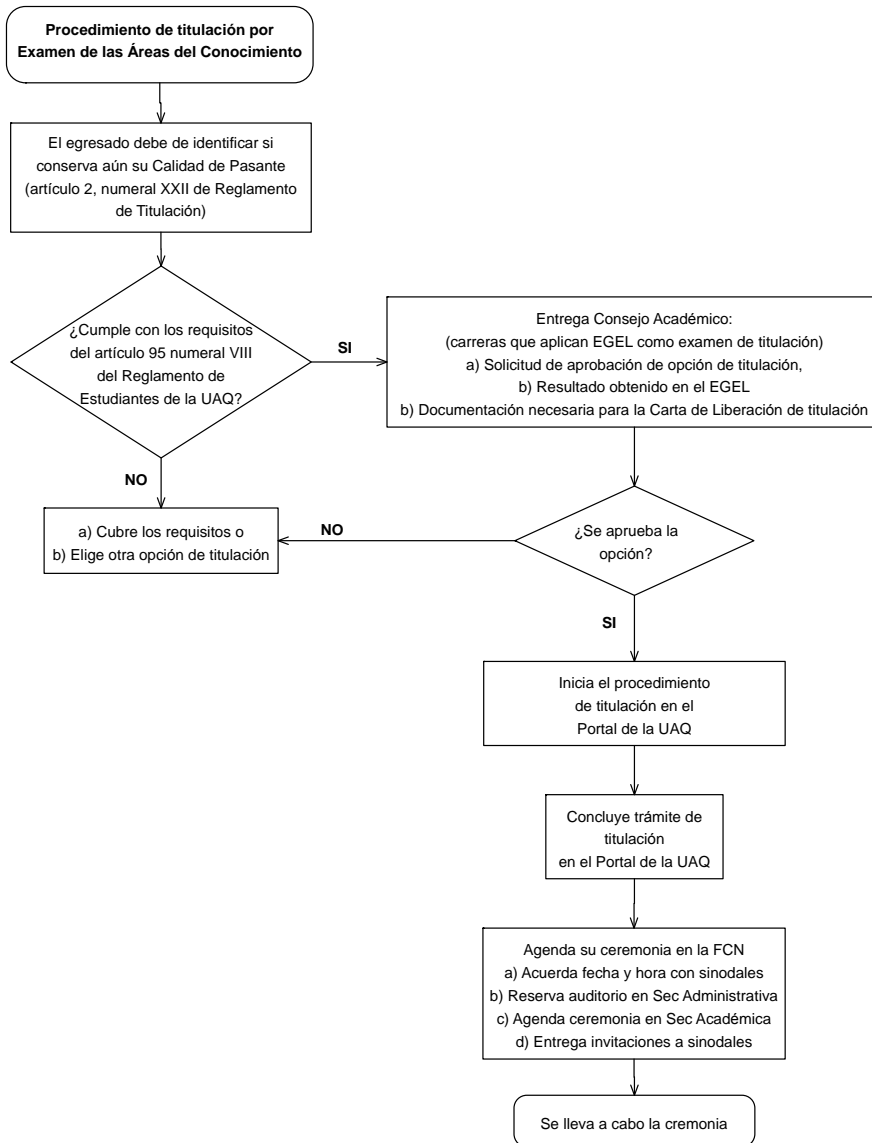 Procedimiento de titulación por
Examen de las Áreas del Conocimiento
El egresado debe de identificar si
conserva aún su Calidad de Pasante
(artículo 2, numeral XXII de Reglamento
de Titulación)
¿Cumple con los requisitos
del artículo 95 numeral VIII
del Reglamento de
Estudiantes de la UAQ?
SI
Entrega Consejo Académico:
(carreras que aplican EGEL como examen de titulación)
a) Solicitud de aprobación de opción de titulación,
b) Resultado obtenido en el EGEL
b) Documentación necesaria para la Carta de Liberación de titulación
NO
a) Cubre los requisitos o
b) Elige otra opción de titulación
NO
¿Se aprueba la
opción?
SI
Inicia el procedimiento
de titulación en el
Portal de la UAQ
Concluye trámite de
titulación
en el Portal de la UAQ
Agenda su ceremonia en la FCN
a) Acuerda fecha y hora con sinodales
b) Reserva auditorio en Sec Administrativa
c) Agenda ceremonia en Sec Académica
d) Entrega invitaciones a sinodales
Se lleva a cabo la cremonia